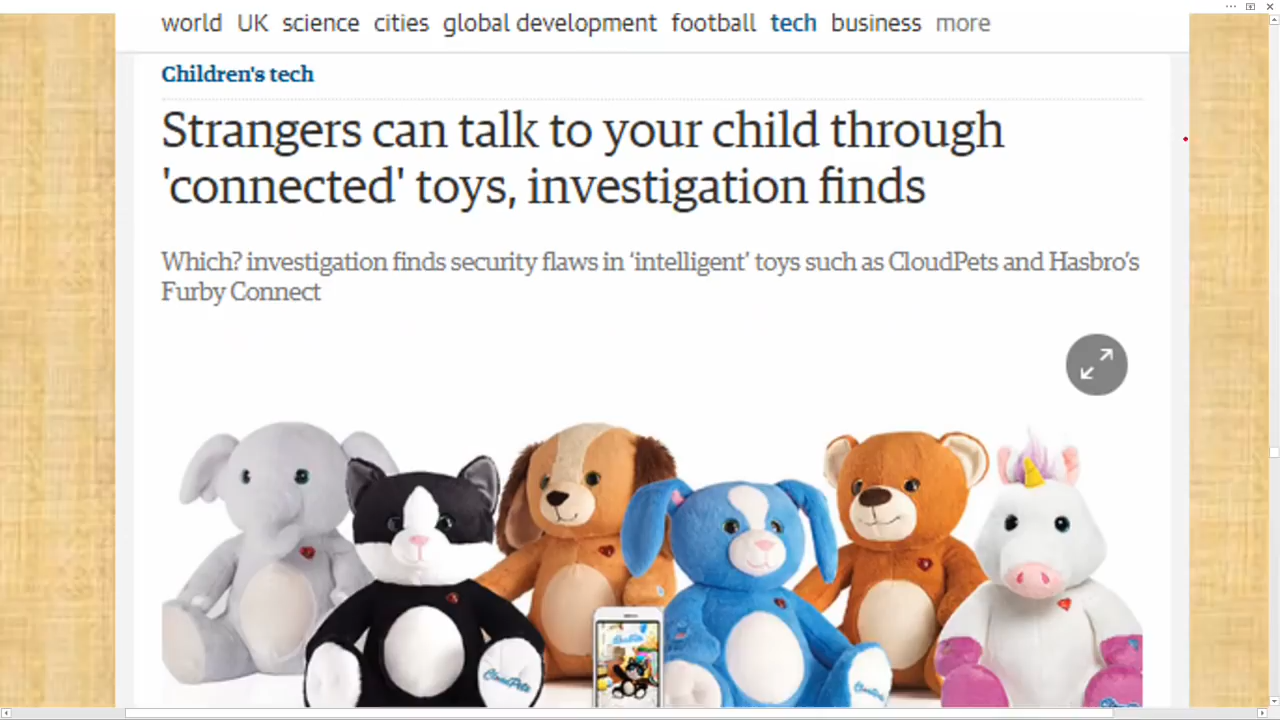 world UK science cities global development football tech business more
Children's tech
Strangers can talk to your child through
'connected' toys, investigation finds
Which? investigation finds security flaws in ‘intelligent’ toys such as CloudPets and Hasbro’s
Furby Connect
CloudPets